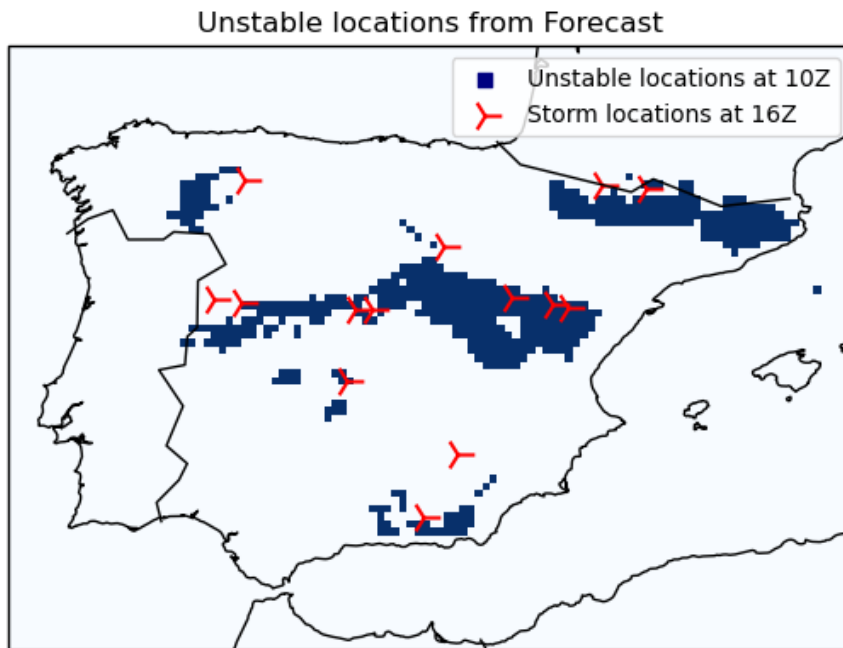 Unstable locations from Forecast
Unstable locations at 10Z
Storm locations at 16Z